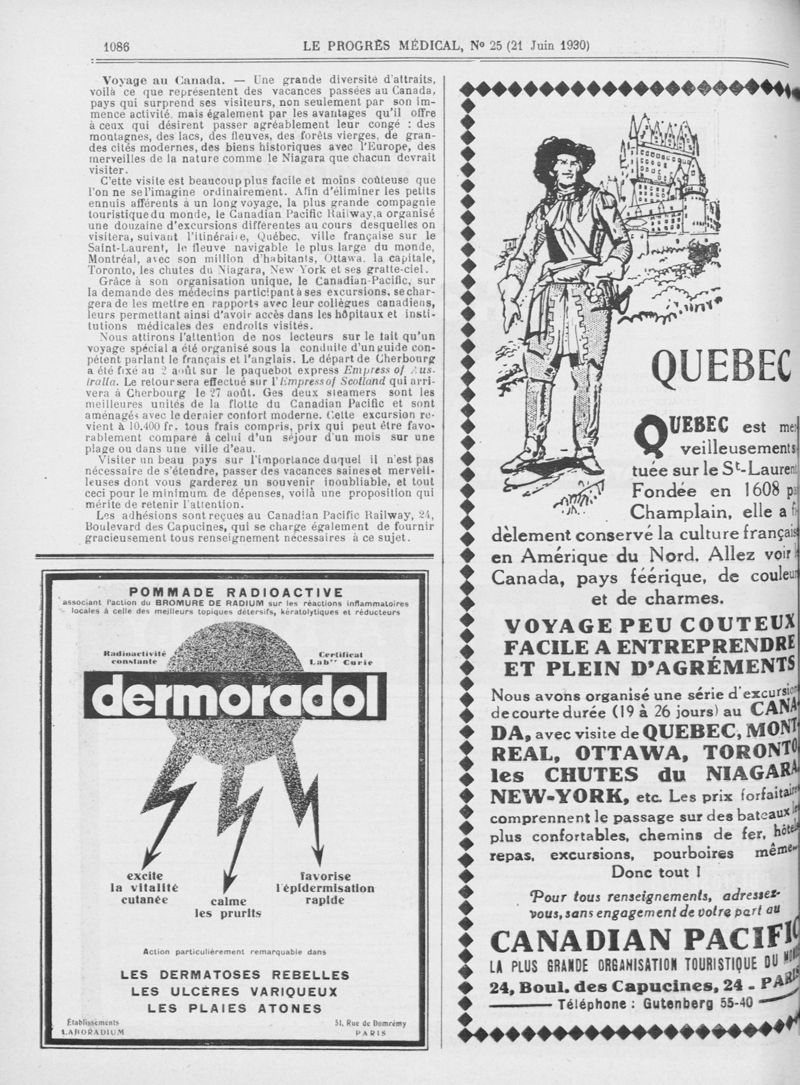 1086
LE PROGRÈS MÉDICAL, No 25 (21 Juin 1930)
Voyage au Canada. — Une grande diversité d'attraits,
voilà ce que représentent des vacances passées au Canada,
pays qui surprend ses visiteurs, non seulement par son im-
mence activité. mais également par les avantages qu'il offre
à ceux qui désirent passer agréablement leur congé : des
montagnes, des lacs, des fleuves, des forêts vierges, de gran-
des cités modernes, des biens historiques avec l'Europe, des
merveilles de la nature comme le Niagara que chacun devrait
visiter.
C'ette visite est beaucoup plus facile et moins coûteuse que
l'on ne se l'imagine ordinairement. Afin d'éliminer les petits
ennuis afférents à un long voyage, la plus grande compagnie
touristique du monde, le Canadian Pacific Railway, a organisé
une douzaine d'excursions différentes au cours desquelles on
visitera, suivant l'itinéraire, Québec, ville française sur le
Saint-Laurent, le fleuve navigable le plus large du monde,
Montréal, avec son million d'habitants, Ottawa. la capitale,
Toronto, les chutes du Niagara, New York et ses gratte-ciel.
Grâce à son organisation unique, le Canadian-Pacific, sur
la demande des médecins participant à ses excursions, se char-
gera de les mettre en rapports avec leur collègues canadiens,
leurs permettant ainsi d'avoir accès dans les hôpitaux et insti-
tutions médicales des endroits visités.
Nous attirons l'attention de nos lecteurs sur le fait qu'un
voyage spécial a été organisé sous la conduite d'un guide con-
pétent parlant le français et l'anglais. Le départ de Cherbourg
a été fixé au 2 août sur le paquebot express Empress of Aus-
tralia. Le retour sera effectué sur l'Empress of Scotland qui arri-
vera à Cherbourg le 27 août. Ges deux steamers sont les
meilleures unités de la flotte du Canadian Pacific et sont
aménagés avec le dernier confort moderne. Cette excursion re-
vient à 10.400 fr. tous frais compris, prix qui peut être favo-
rablement comparé à celui d'un séjour d'un mois sur une
plage ou dans une ville d'eau.
Visiter un beau pays sur l'importance duquel il n'est pas
nécessaire de s'étendre, passer des vacances saines et merveil-
leuses dont vous garderez un souvenir inoubliable, et tout
ceci pour le minimum de dépenses, voilà une proposition qui
mérite de retenir l'attention.
Les adhésions sont reçues au Canadian Pacific Railway, 24,
Boulevard des Capucines, qui se charge également de fournir
gracieusement tous renseignement nécessaires à ce sujet.
POMMADE RADIOACTIVE
associant l'action du BROMURE DE RADIUM sur les réactions inflammatoires
locales à celle des meilleurs topiques détersifs, kératolytiques et réducteurs
Radioactivité
constante
Certificat
Labre Curie
dermoradol
excite
la vitalité
cutanée
calme
les prurits
favorise
l'épidermisation
rapide
Action particulièrement remarquable dans
LES DERMATOSES REBELLES
LES ULCÈRES VARIQUEUX
LES PLAIES ATONES
Établissements
LABORADIUM
51, Rue de Domrémy
PARIS
QUEBEC
QUEBEC est mer
veilleusement s
tuée sur le St-Laurent
Fondée en 1608 pa
Champlain, elle a fi
dèlement conservé la culture françai
en Amérique du Nord. Allez voir l
Canada, pays féérique, de couleur
et de charmes.
VOYAGE PEU COUTEUX
FACILE A ENTREPRENDRE
ET PLEIN D'AGRÉMENTS
Nous avons organisé une série d'excursion
de courte durée (19 à 26 jours) au CANA-
DA, avec visite de QUEBEC, MONT-
REAL, OTTAWA, TORONTO
les CHUTES du NIAGARA
NEW-YORK, etc. Les prix forfaitaires
comprennent le passage sur des bateaux les
plus confortables, chemins de fer, hôtels
repas, excursions, pourboires même...
Donc tout !
Pour tous renseignements, adressez-
vous, sans engagement de votre part au
CANADIAN PACIFIC
LA PLUS GRANDE ORGANISATION TOURISTIQUE DU MONDE
24, Boul. des Capucines, 24 - PARIS
Téléphone : Gutenberg 55-40